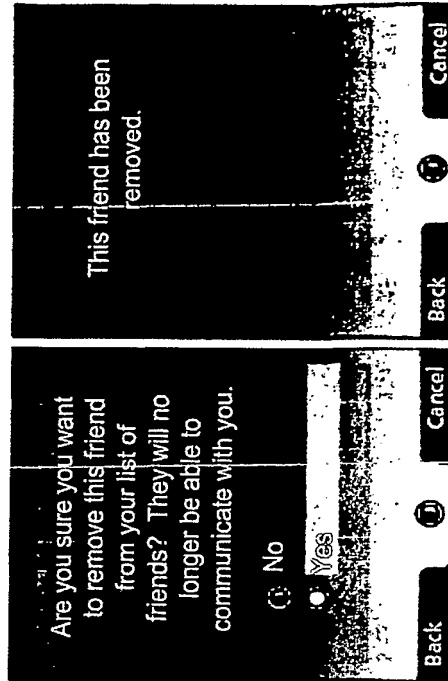 Are you sure you want
to remove this friend
from your list of
friends? They will no
longer be able to
communicate with you.
No
Yes
Back
Cancel
This friend has been
removed.
Back
Cancel